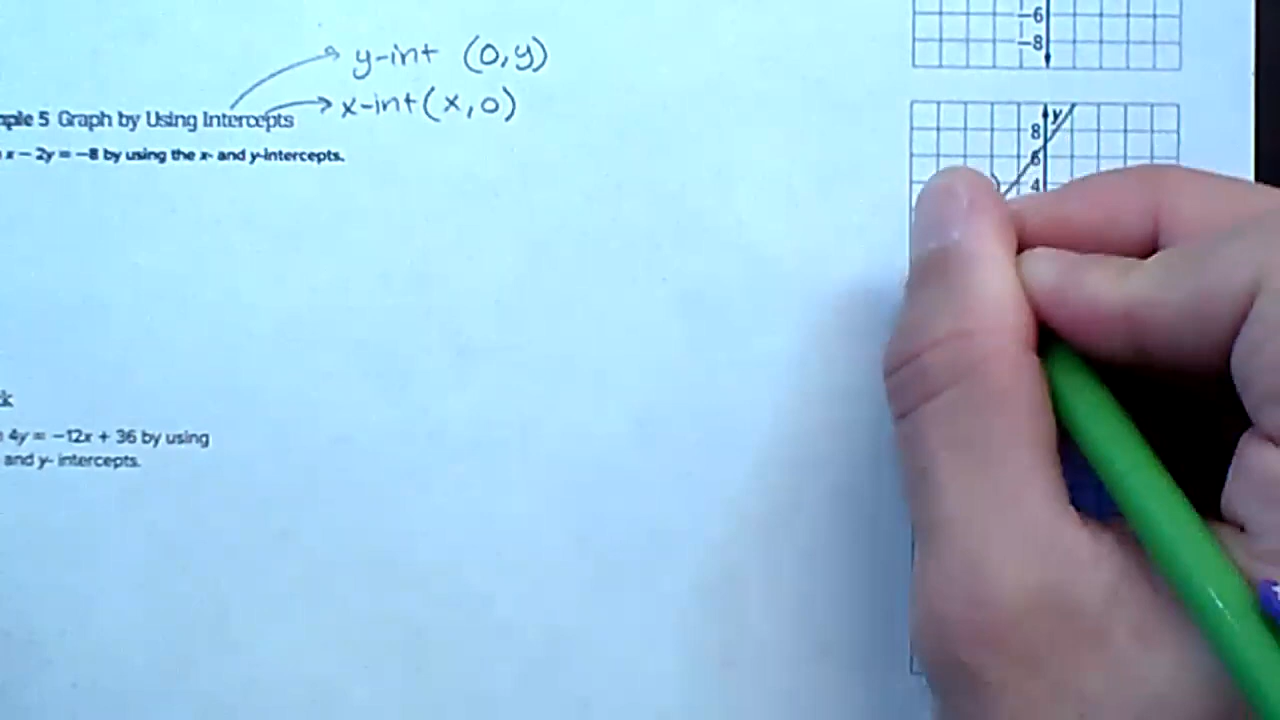 -6
-8
y-int (0,y)
x-int (x,0)
5 Graph by Using Intercepts
x − 2y = −8 by using the x- and y-intercepts.
y
8
6
4
4y = −12x + 36 by using
and y- intercepts.